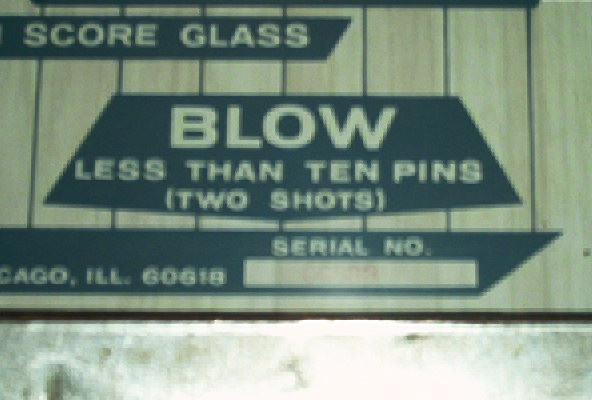 SCORE GLASS
BLOW
LESS THAN TEN PINS
(TWO SHOTS)
SERIAL NO.
CAGO, ILL. 60618